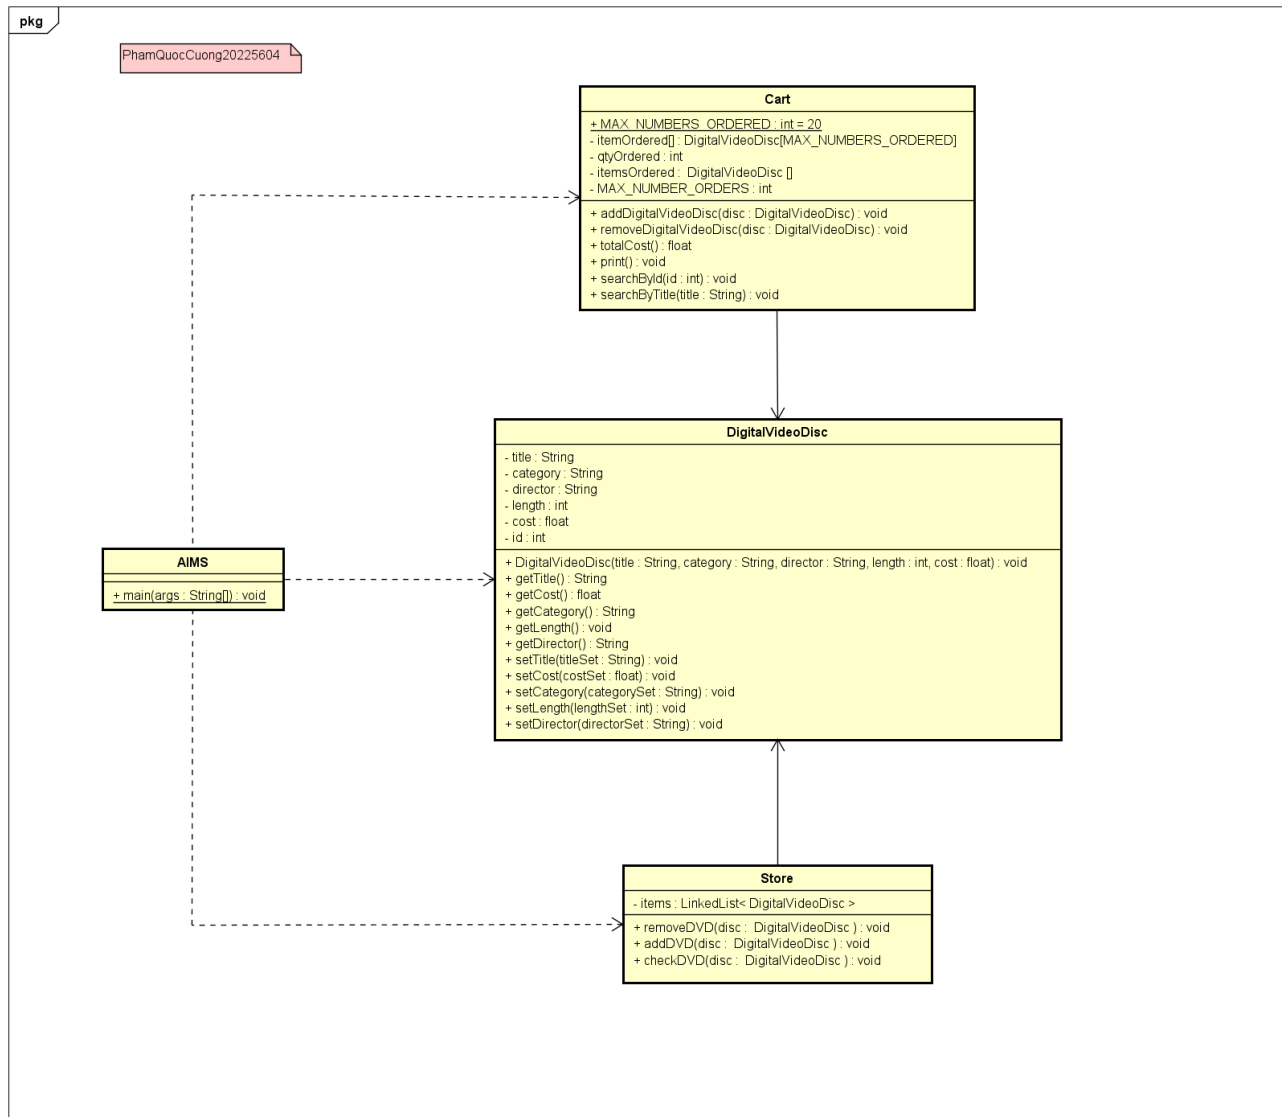 pkg
PhamQuocCuong20225604
Cart
+ MAX_NUMBERS_ORDERED : int = 20
- itemOrdered[] : DigitalVideoDisc[MAX_NUMBERS_ORDERED]
- qtyOrdered : int
- itemsOrdered : DigitalVideoDisc []
- MAX_NUMBER_ORDERS : int
+ addDigitalVideoDisc(disc : DigitalVideoDisc) : void
+ removeDigitalVideoDisc(disc : DigitalVideoDisc) : void
+ totalCost() : float
+ print() : void
+ searchById(id : int) : void
+ searchByTitle(title : String) : void
DigitalVideoDisc
- title : String
- category : String
- director : String
- length : int
- cost : float
- id : int
+ DigitalVideoDisc(title : String, category : String, director : String, length : int, cost : float) : void
+ getTitle() : String
+ getCost() : float
+ getCategory() : String
+ getLength() : void
+ getDirector() : String
+ setTitle(titleSet : String) : void
+ setCost(costSet : float) : void
+ setCategory(categorySet : String) : void
+ setLength(lengthSet : int) : void
+ setDirector(directorSet : String) : void
AIMS
+ main(args : String[]) : void
Store
- items : LinkedList< DigitalVideoDisc >
+ removeDVD(disc : DigitalVideoDisc ) : void
+ addDVD(disc : DigitalVideoDisc ) : void
+ checkDVD(disc : DigitalVideoDisc ) : void